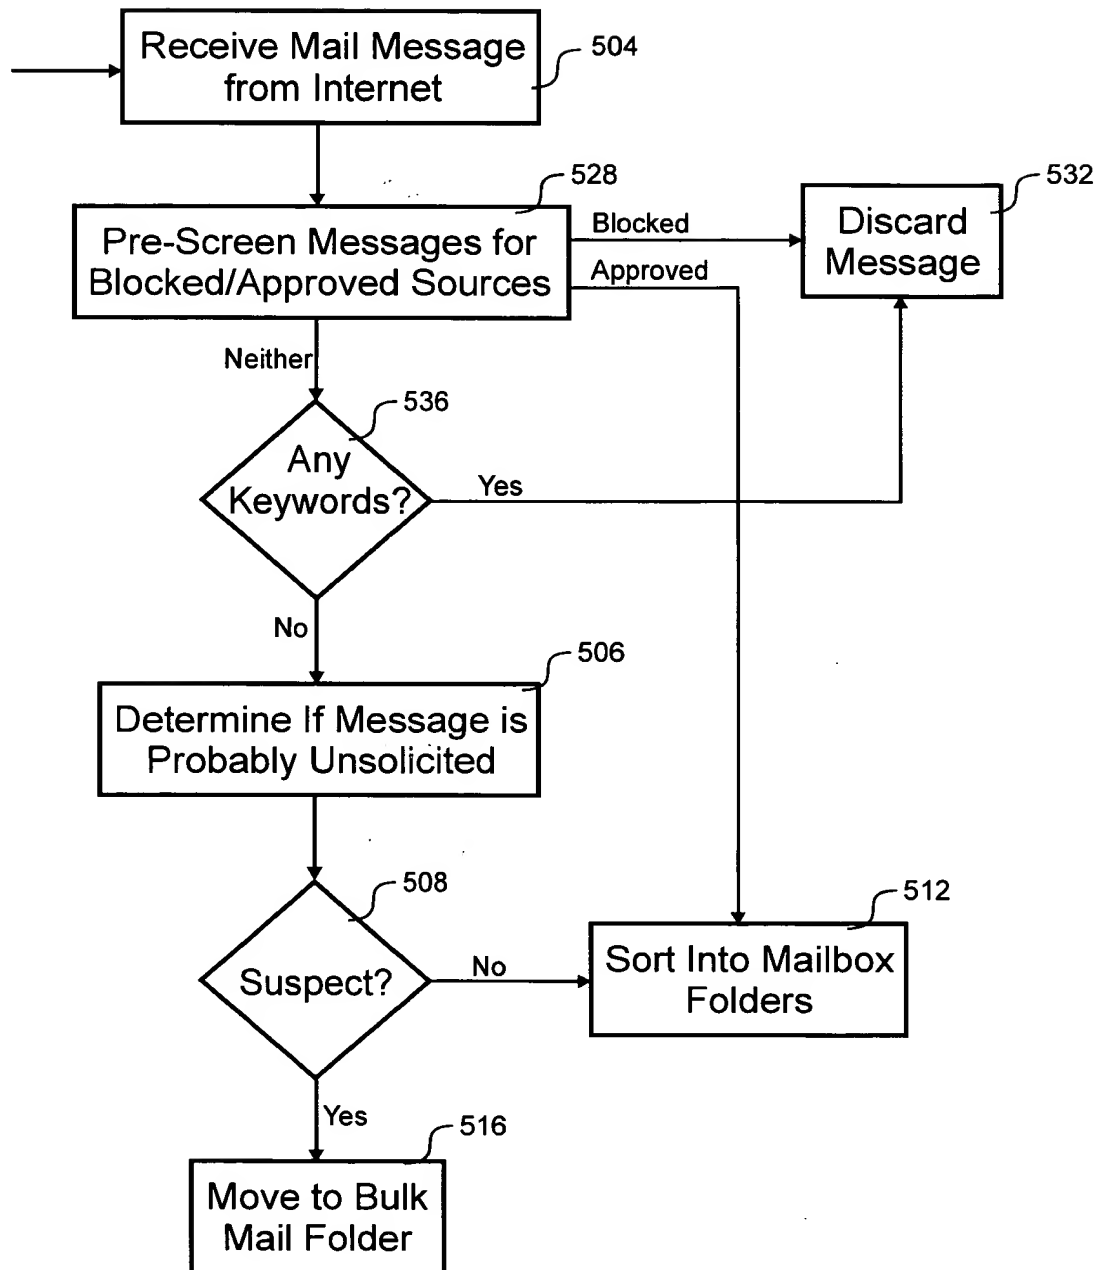 Receive Mail Message
from Internet
504
528
Pre-Screen Messages for
Blocked/Approved Sources
Blocked
Approved
532
Discard
Message
Neither
536
Any
Keywords?
Yes
No
506
Determine If Message is
Probably Unsolicited
508
Suspect?
No
512
Sort Into Mailbox
Folders
Yes
516
Move to Bulk
Mail Folder